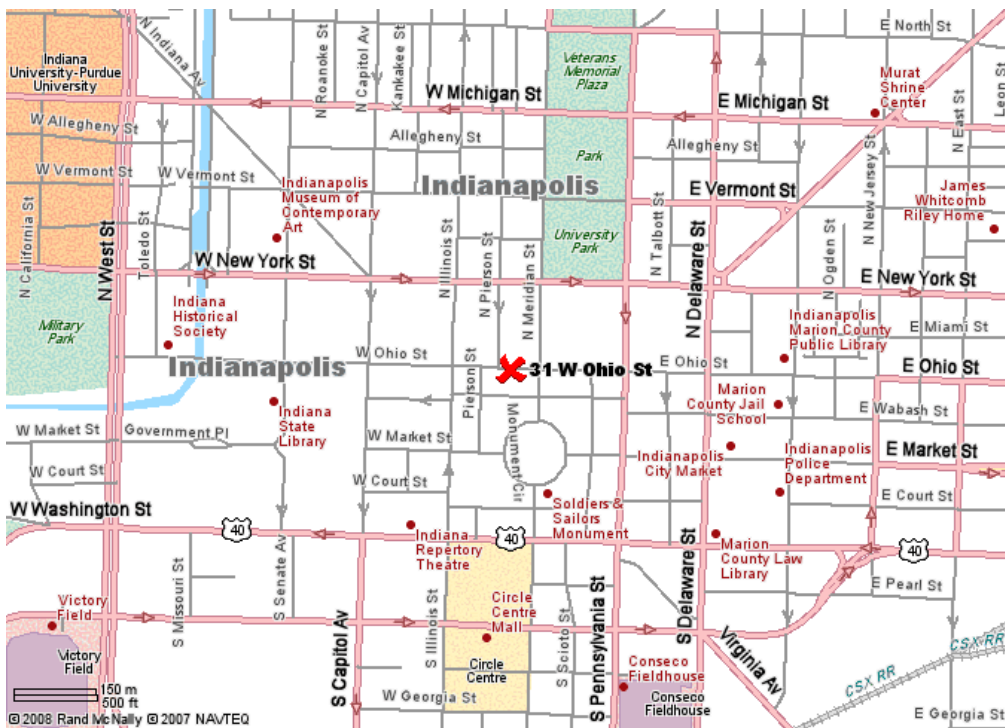 E North St
N Indiana Av
N Roanoke St
N Capitol Av
Kankakee St
Veterans
Memorial
Plaza
Indiana
University-Purdue
University
Murat
Shrine
Center
Leon St
W Michigan St
E Michigan St
N East St
W Allegheny St
Allegheny St
Allegheny St
Park
W Vermont St
W Vermont St
Indianapolis
Museum of
Contemporary
Art
Indianapolis
E Vermont St
N New Jersey St
James
Whitcomb
Riley Home
N California St
Toledo St
N West St
University
Park
N Talbott St
N Delaware St
N Ogden St
W New York St
N Illinois St
N Pierson St
N Meridian St
E New York St
Military
Park
Indiana
Historical
Society
Indianapolis
Marion County
Public Library
E Miami St
Indianapolis
W Ohio St
31 W Ohio St
E Ohio St
E Ohio St
Pierson St
Indiana
State
Library
Marion
County Jail
School
E Wabash St
W Market St
Government Pl
W Market St
Monument Cir
Indianapolis
City Market
Indianapolis
Police
Department
E Market St
W Court St
W Court St
E Court St
W Washington St
40
Indiana
Repertory
Theatre
40
Soldiers &
Sailors
Monument
Marion
County Law
Library
40
S Missouri St
S Senate Av
E Pearl St
Victory
Field
S Capitol Av
S Illinois St
Circle
Centre
Mall
S Scioto St
S Pennsylvania St
S Delaware St
Virginia Av
CSX RR
CSX RR
Victory
Field
Circle
Centre
Conseco
Fieldhouse
Conseco
Fieldhouse
W Georgia St
E Georgia St
150 m
500 ft
© 2008 Rand McNally © 2007 NAVTEQ